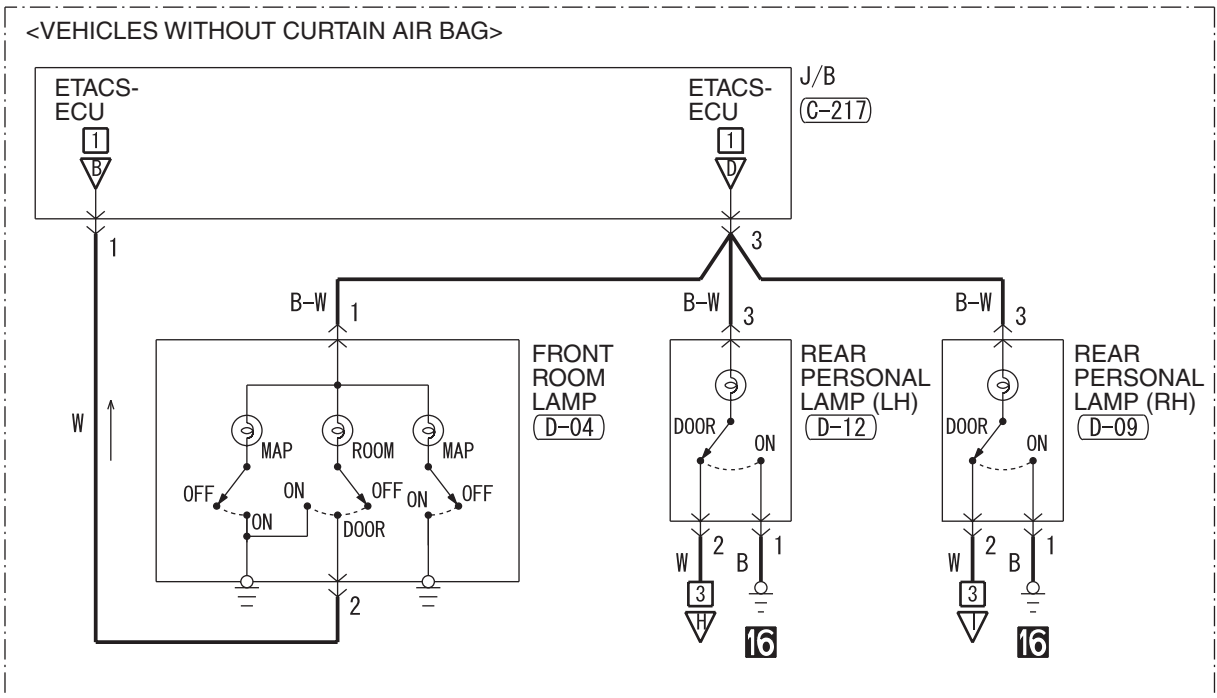 <VEHICLES WITHOUT CURTAIN AIR BAG>
J/B
C-217
ETACS-
ECU
1
B
ETACS-
ECU
1
D
1
3
B-W
1
B-W
3
B-W
3
W
FRONT
ROOM
LAMP
D-04
MAP
ROOM
MAP
OFF
ON
ON
OFF
DOOR
ON
OFF
2
REAR
PERSONAL
LAMP (LH)
D-12
DOOR
ON
W
2
B
1
3
H
16
REAR
PERSONAL
LAMP (RH)
D-09
DOOR
ON
W
2
B
1
3
I
16